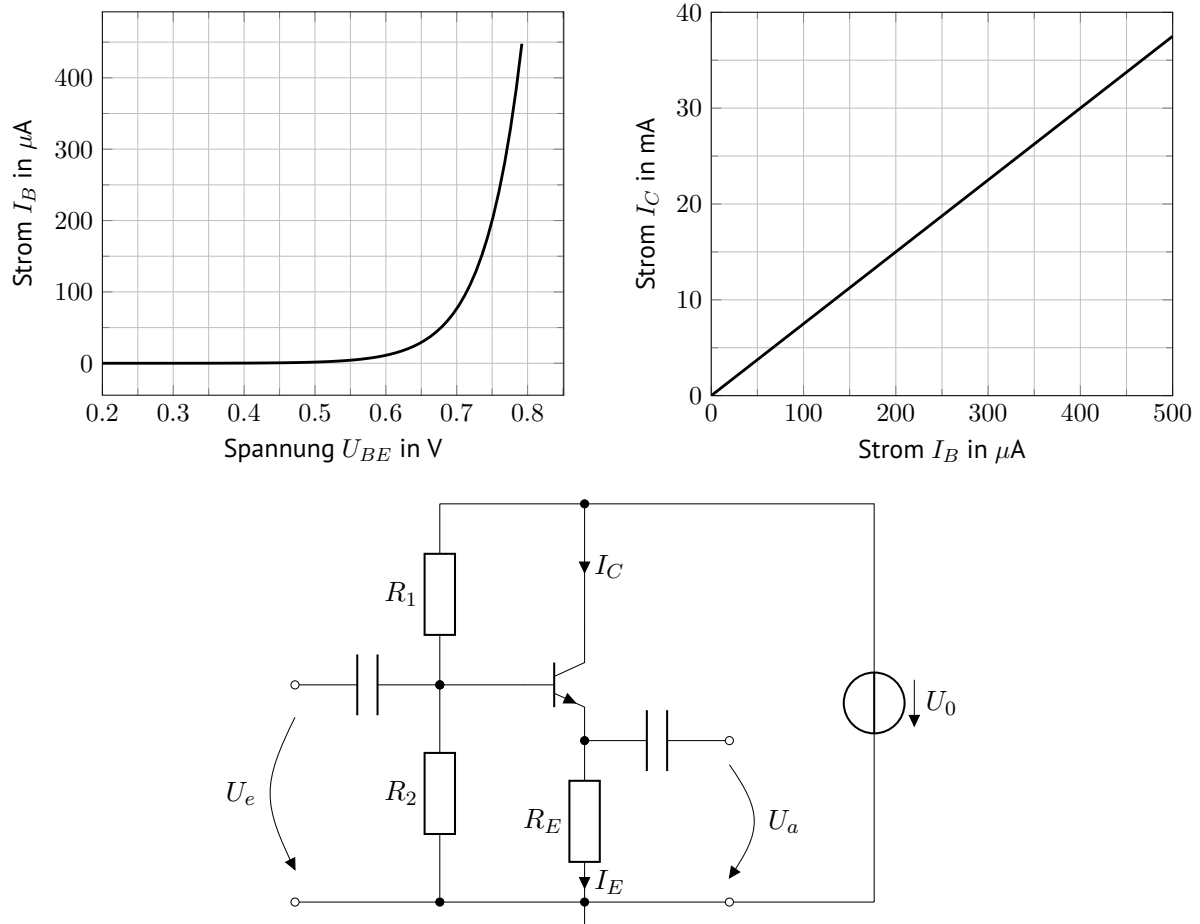 400
300
200
100
0
0.2 0.3 0.4 0.5 0.6 0.7 0.8
Spannung U_BE in V
Strom I_B in μA
40
30
20
10
0
0 100 200 300 400 500
Strom I_B in μA
Strom I_C in mA
I_C
R_1
U_0
U_e
R_2
R_E
U_a
I_E